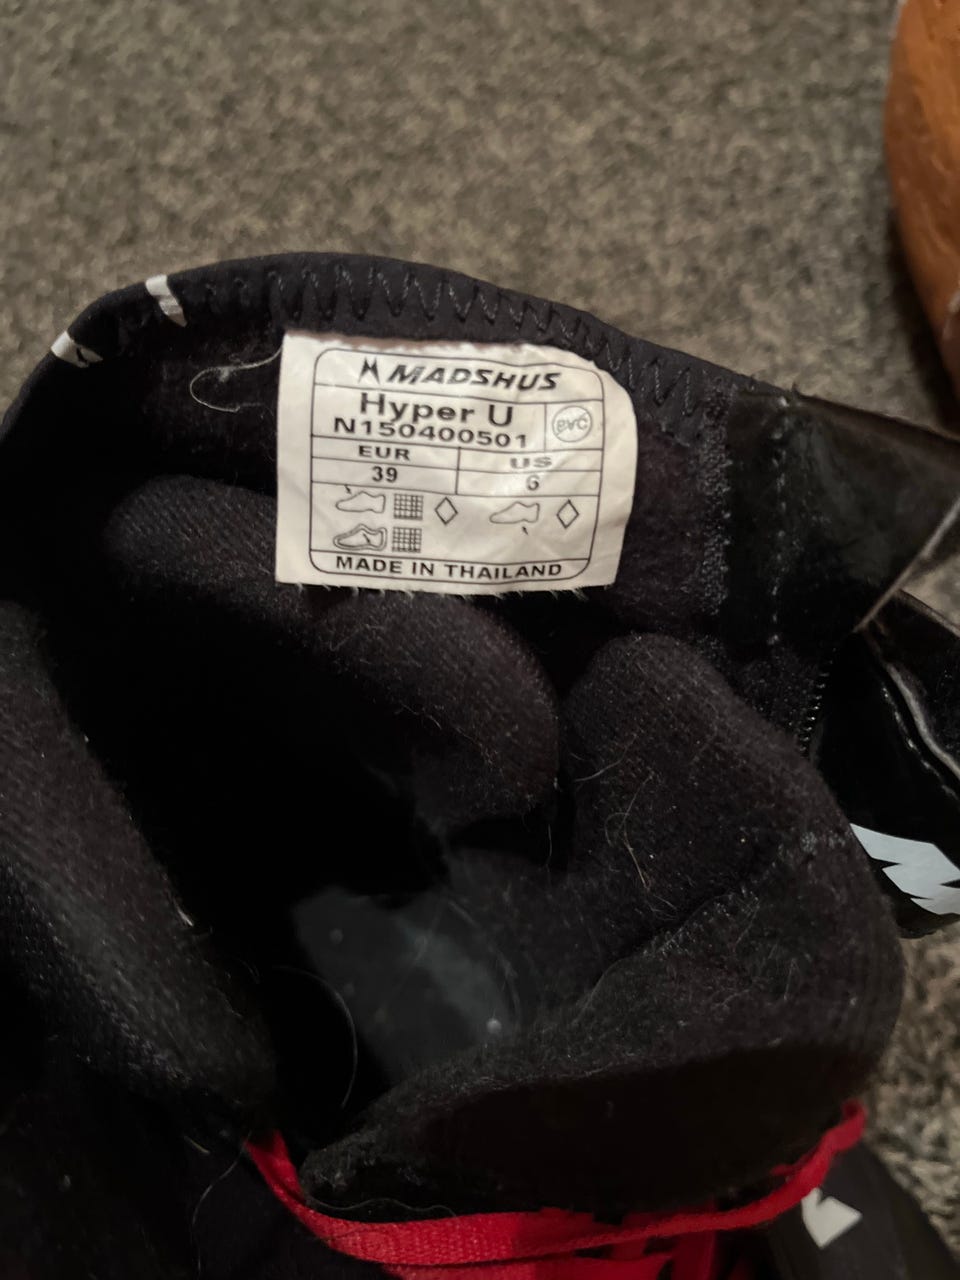 MADSHUS
Hyper U
N150400501
PVC
EUR US
39 6
MADE IN THAILAND